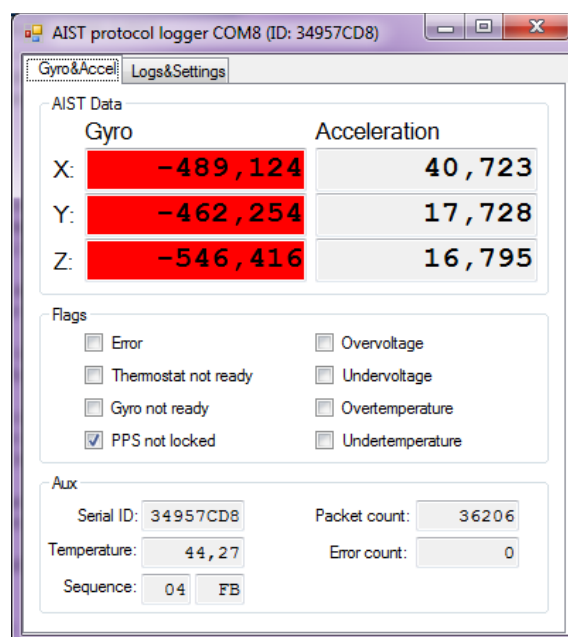 AIST protocol logger COM8 (ID: 34957CD8)
Gyro&Accel Logs&Settings
AIST Data
Gyro Acceleration
X: -489,124 40,723
Y: -462,254 17,728
Z: -546,416 16,795
Flags
Error Overvoltage
Thermostat not ready Undervoltage
Gyro not ready Overtemperature
PPS not locked Undertemperature
Aux
Serial ID: 34957CD8 Packet count: 36206
Temperature: 44,27 Error count: 0
Sequence: 04 FB